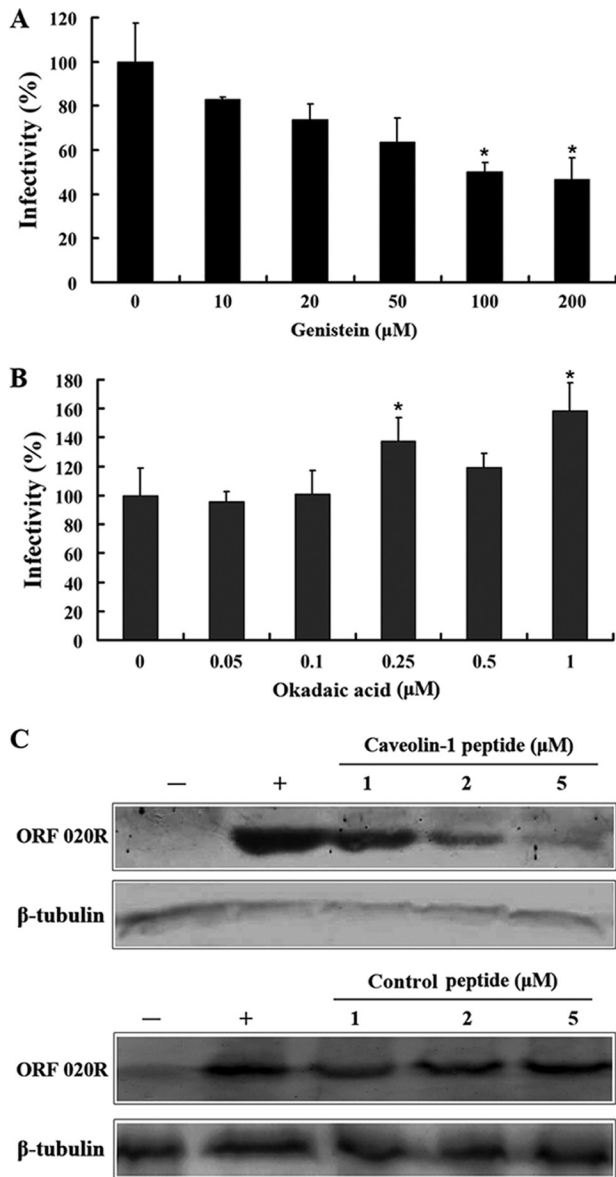 A
Infectivity (%)
120
100
80
60
40
20
0
* *
0 10 20 50 100 200
Genistein (µM)
B
Infectivity (%)
180
160
140
120
100
80
60
40
20
0
* *
0 0.05 0.1 0.25 0.5 1
Okadaic acid (µM)
C
Caveolin-1 peptide (µM)
— + 1 2 5
ORF 020R
β-tubulin
Control peptide (µM)
— + 1 2 5
ORF 020R
β-tubulin